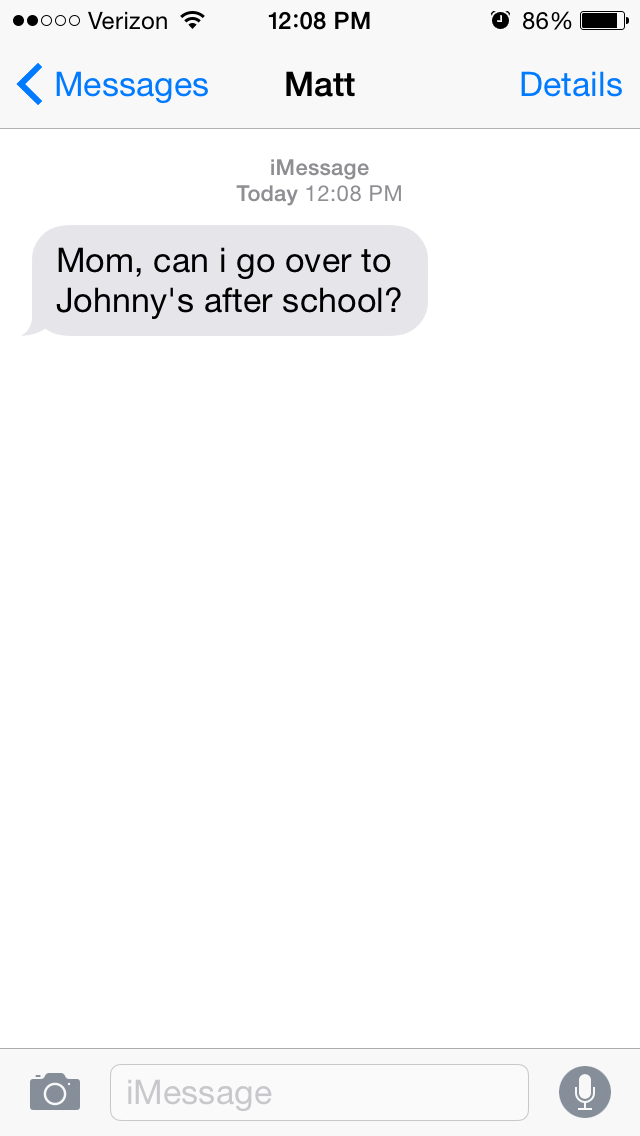 Verizon 12:08 PM 86%
Messages Matt Details
iMessage
Today 12:08 PM
Mom, can i go over to
Johnny's after school?
iMessage